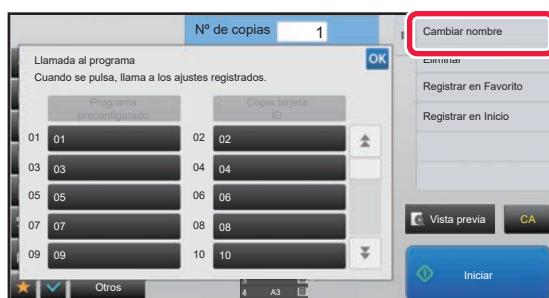 Nº de copias 1
Cambiar nombre
Llamada al programa
OK
Eliminar
Cuando se pulsa, llama a los ajustes registrados.
Registrar en Favorito
Programa preconfigurado
Copia tarjeta ID
Registrar en Inicio
01 01 02 02
03 03 04 04
05 05 06 06
07 07 08 08
Vista previa
CA
09 09 10 10
Otros
4 A3
Iniciar